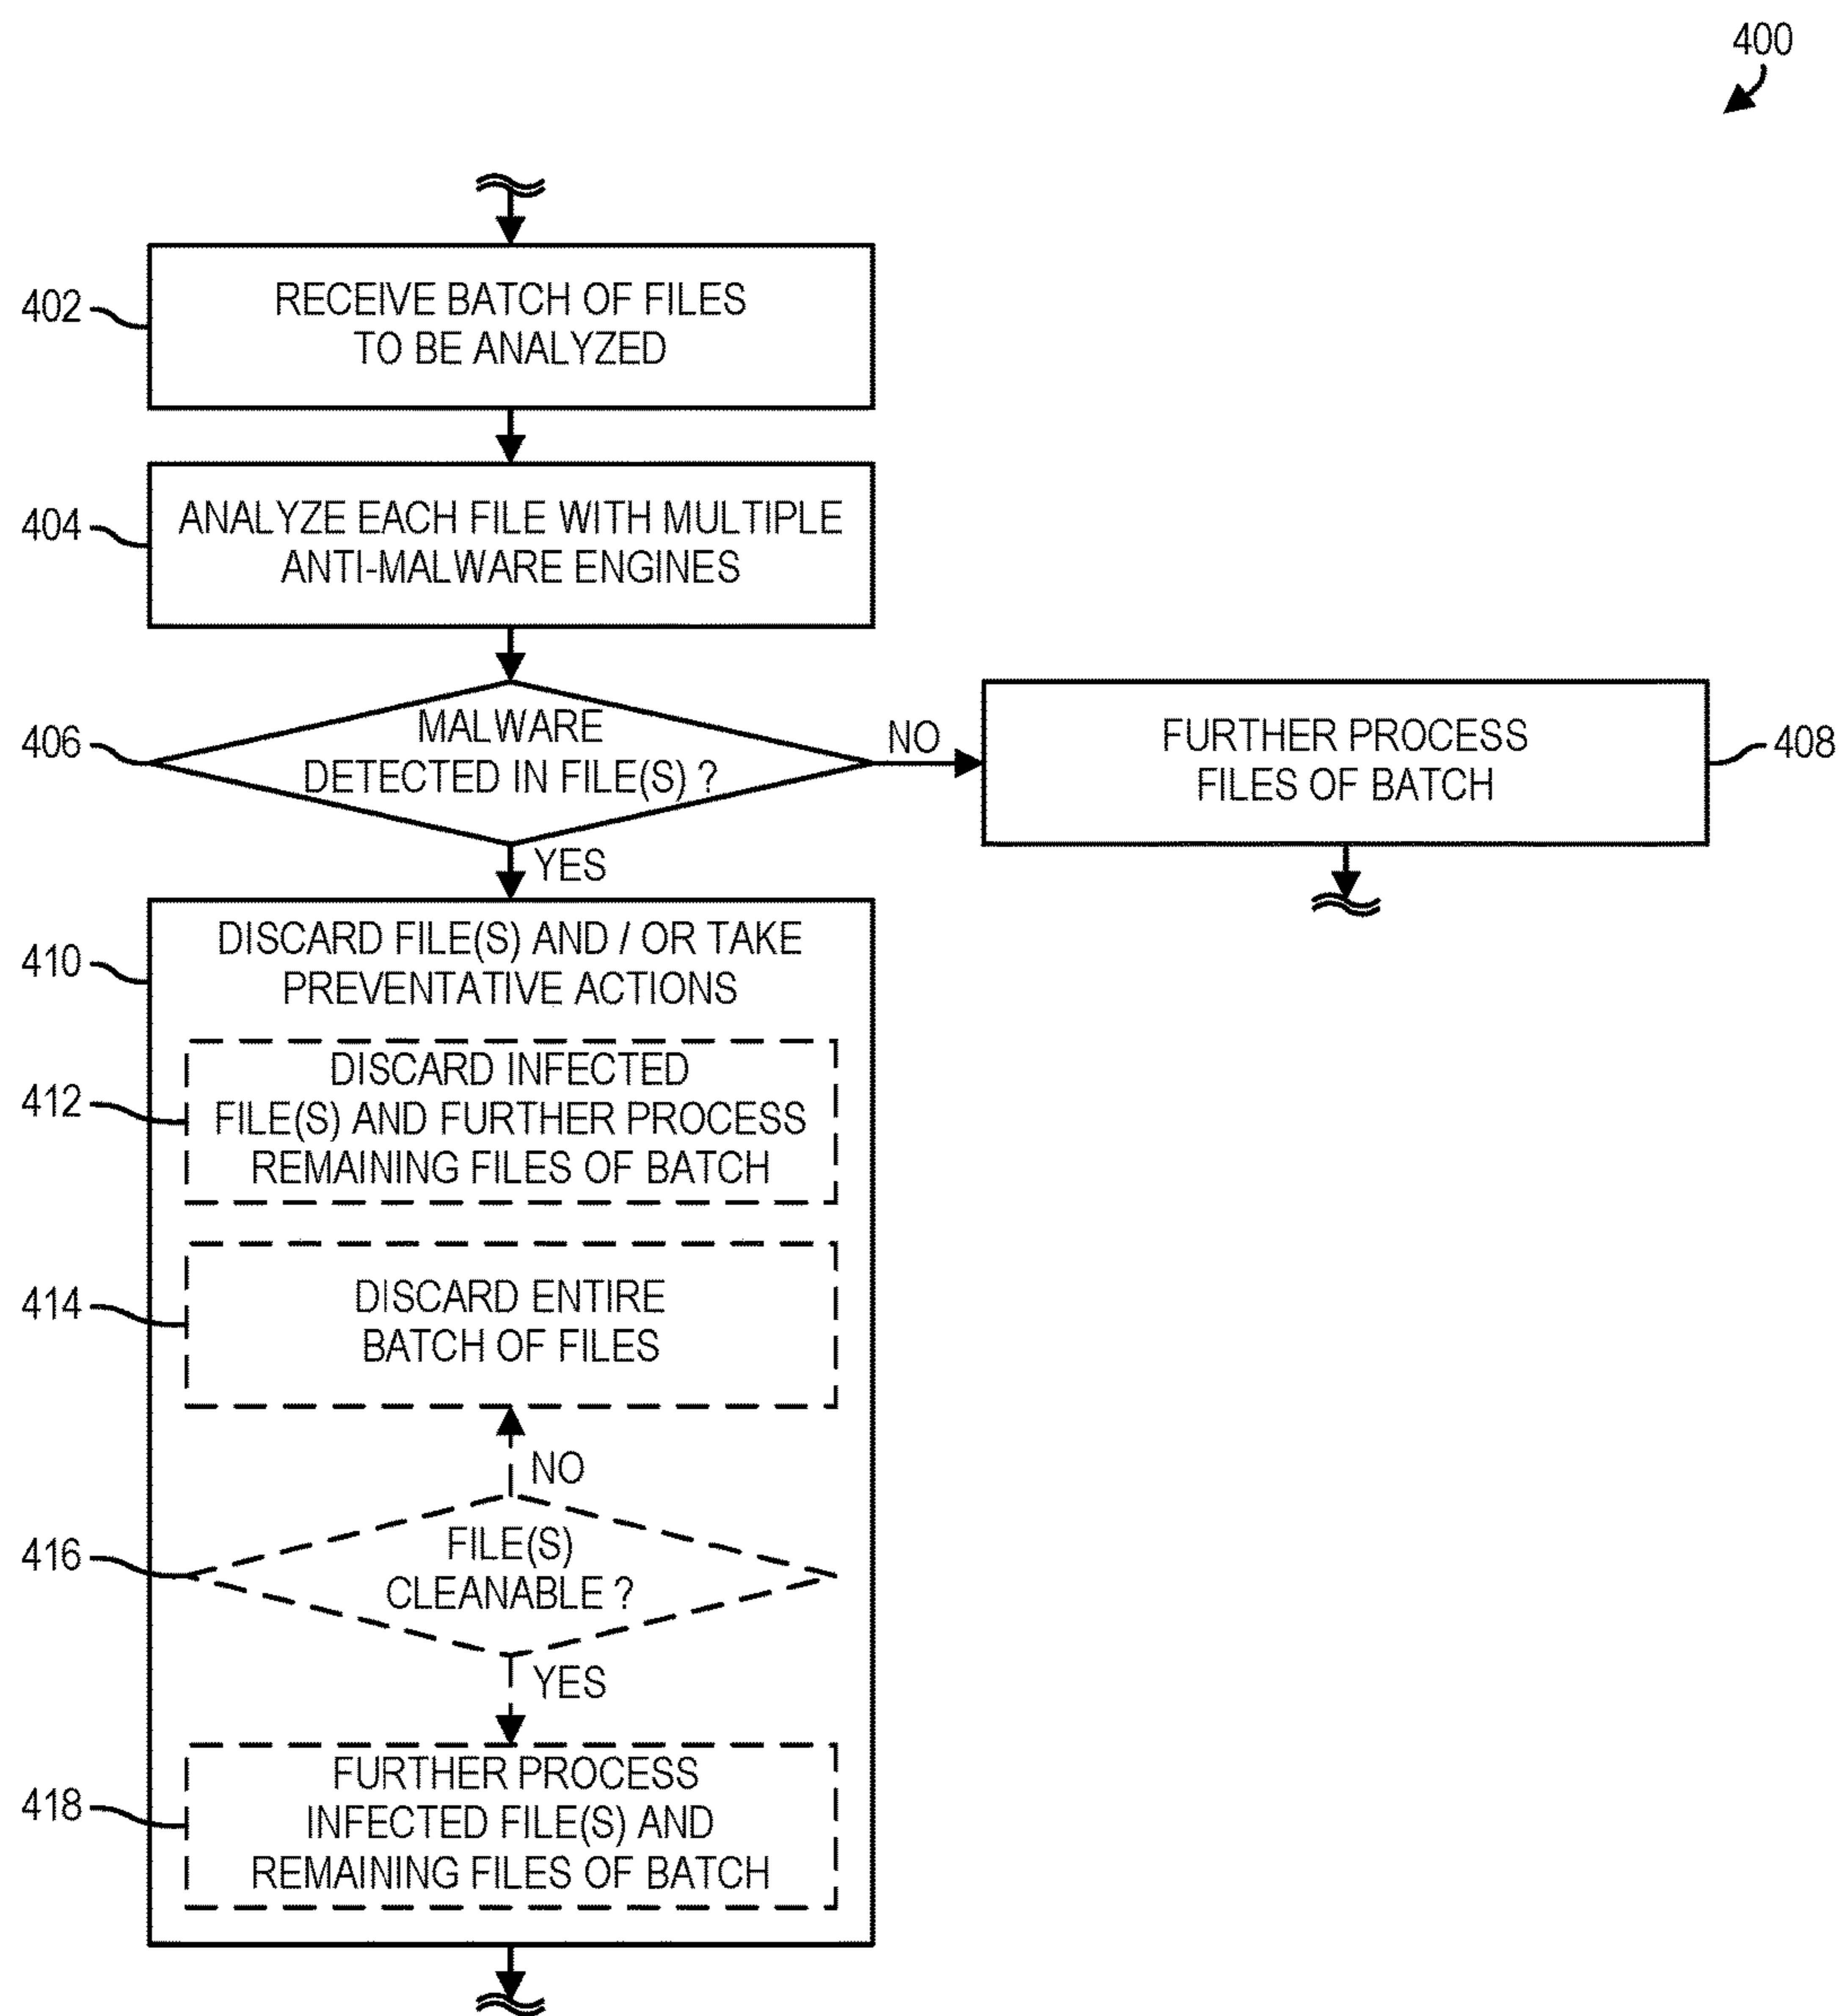 400
402
RECEIVE BATCH OF FILES
TO BE ANALYZED
404
ANALYZE EACH FILE WITH MULTIPLE
ANTI-MALWARE ENGINES
406
MALWARE
DETECTED IN FILE(S) ?
NO
FURTHER PROCESS
FILES OF BATCH
408
YES
410
DISCARD FILE(S) AND / OR TAKE
PREVENTATIVE ACTIONS
412
DISCARD INFECTED
FILE(S) AND FURTHER PROCESS
REMAINING FILES OF BATCH
414
DISCARD ENTIRE
BATCH OF FILES
NO
416
FILE(S)
CLEANABLE ?
YES
418
FURTHER PROCESS
INFECTED FILE(S) AND
REMAINING FILES OF BATCH